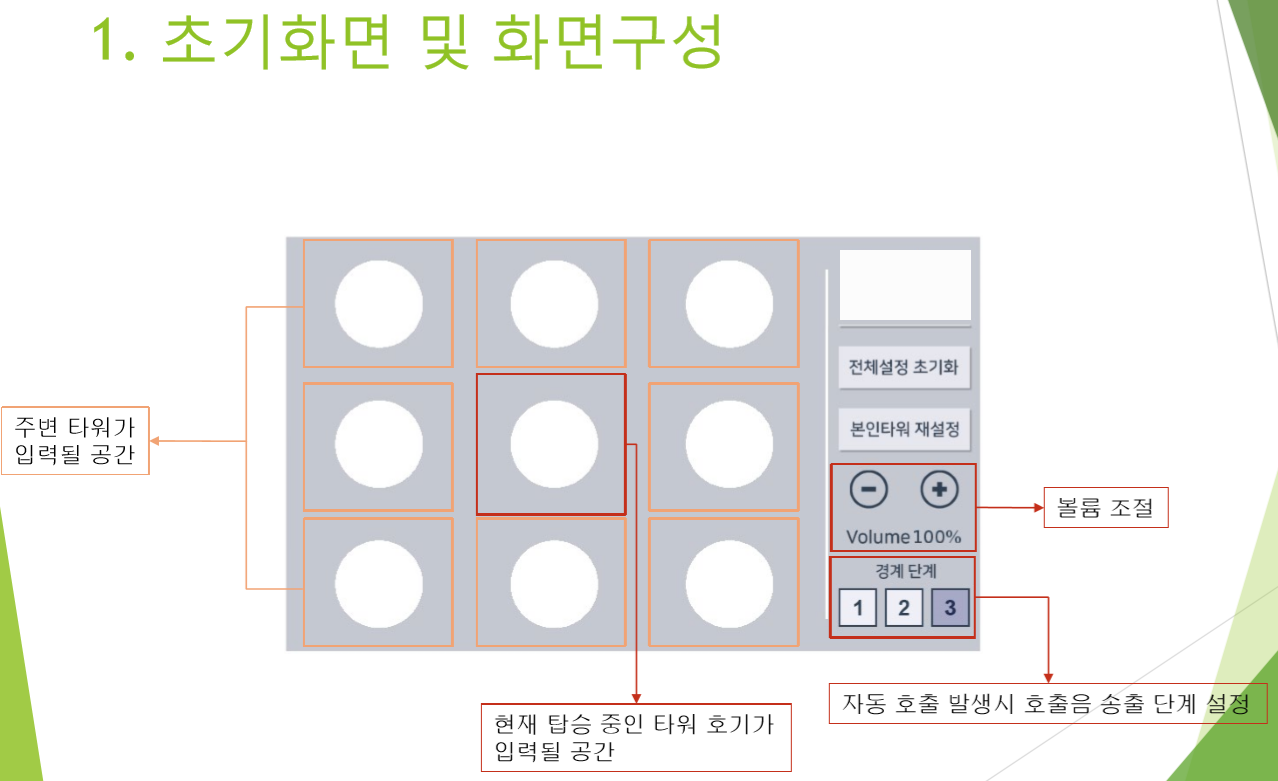 1. 초기화면 및 화면구성
주변 타워가
입력될 공간
전체설정 초기화
본인타워 재설정
Volume 100%
볼륨 조절
경계 단계
1 2 3
자동 호출 발생시 호출음 송출 단계 설정
현재 탑승 중인 타워 호기가
입력될 공간